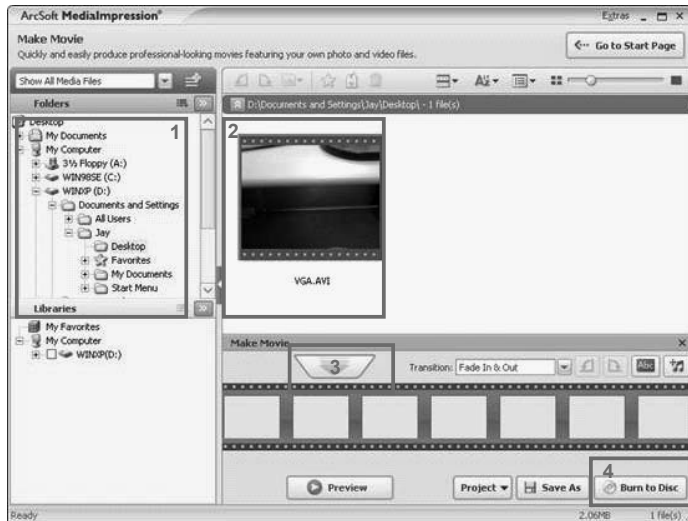 ArcSoft MediaImpression®
Extras
Make Movie
Quickly and easily produce professional-looking movies featuring your own photo and video files.
Go to Start Page
Show All Media Files
Folders
D:\Documents and Settings\Jay\Desktop\ - 1 file(s)
1
2
Desktop
My Documents
My Computer
3½ Floppy (A:)
WIN98SE (C:)
WINXP (D:)
Documents and Settings
All Users
Jay
Desktop
Favorites
My Documents
Start Menu
VGA.AVI
Libraries
My Favorites
My Computer
WINXP(D:)
Make Movie
3
Transition: Fade In & Out
Abc
4
Preview
Project
Save As
Burn to Disc
Ready
2.06MB
1 file(s)